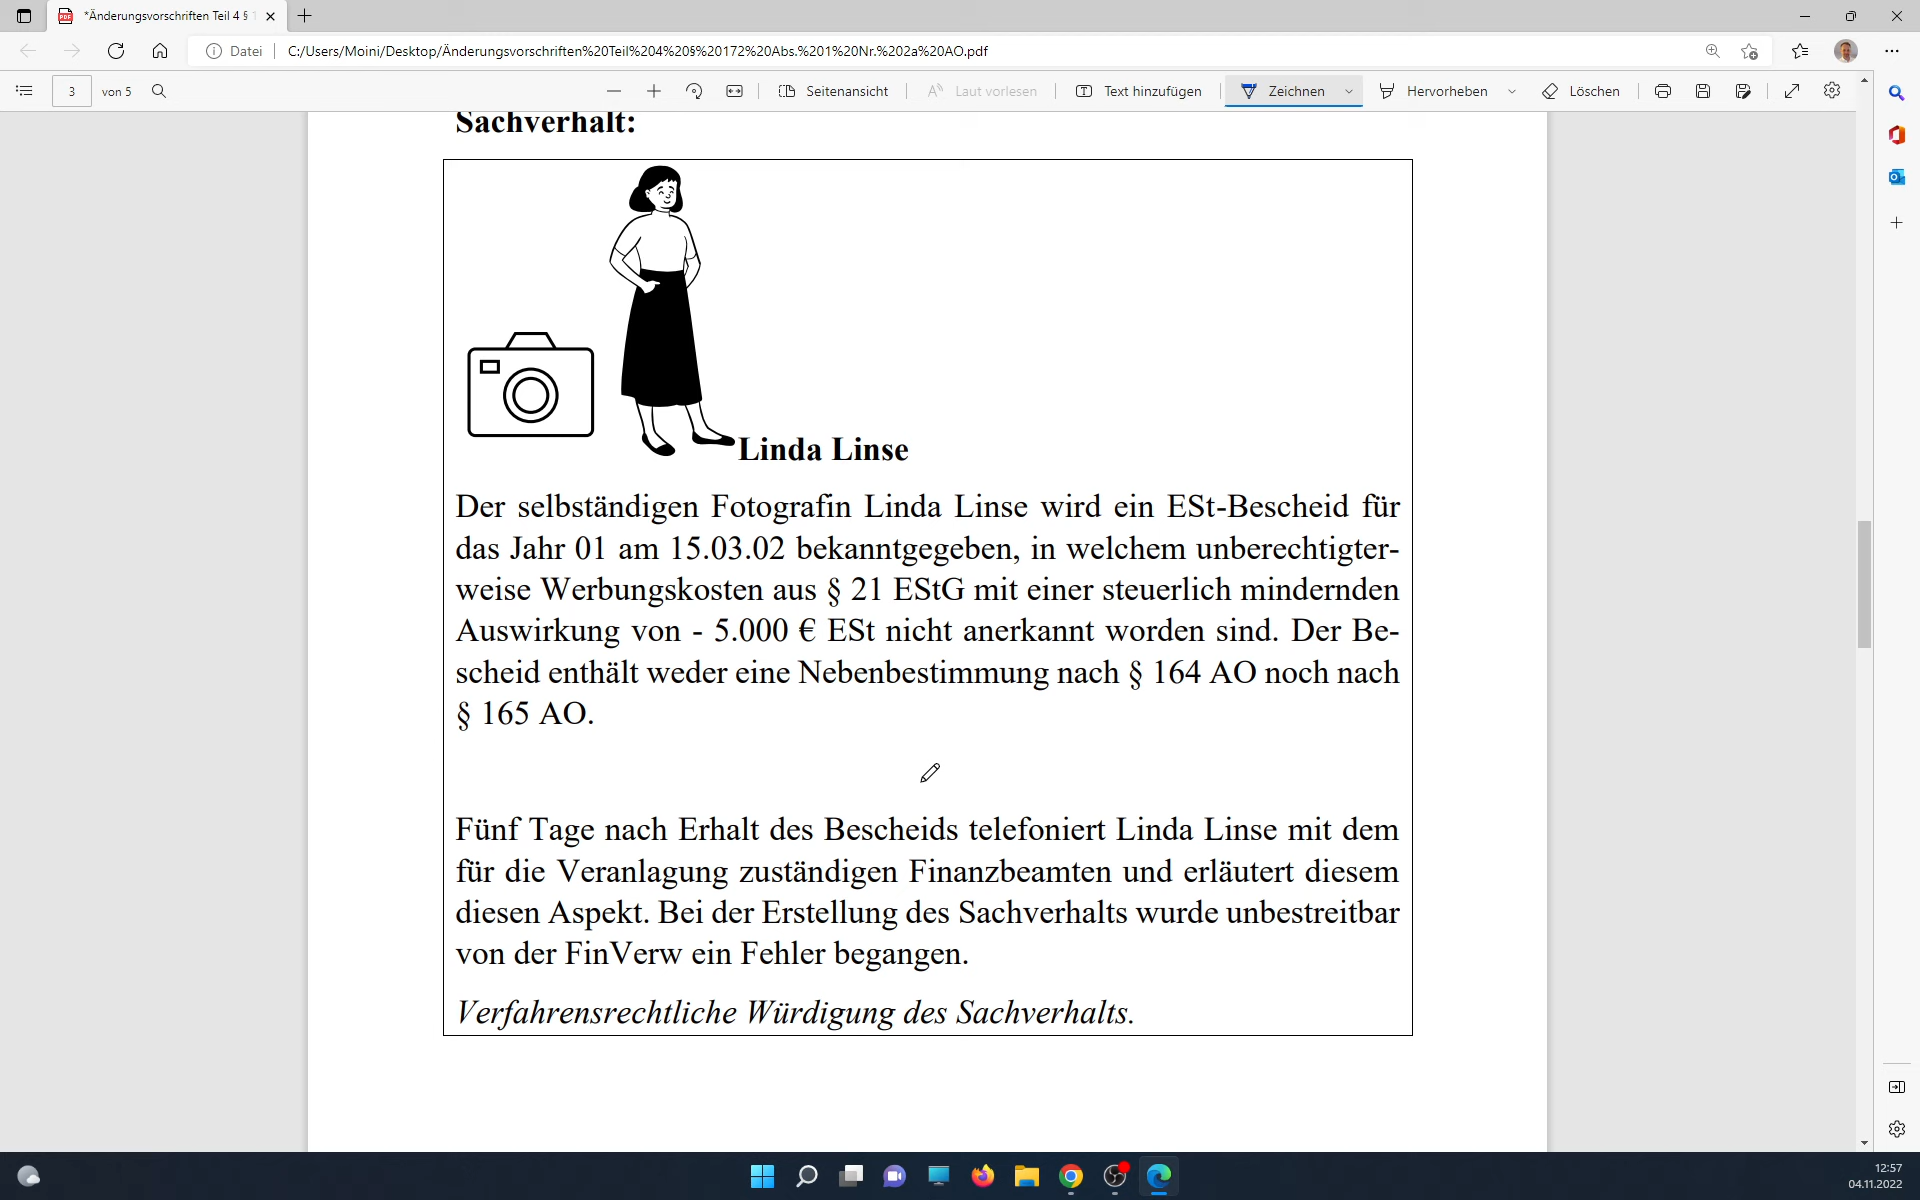 *Änderungsvorschriften Teil 4 §
Datei
C:/Users/Moini/Desktop/Änderungsvorschriften%20Teil%204%20§%20172%20Abs.%201%20Nr.%202a%20AO.pdf
3 von 5
Seitenansicht
Laut vorlesen
Text hinzufügen
Zeichnen
Hervorheben
Löschen
Sachverhalt:
Linda Linse
Der selbständigen Fotografin Linda Linse wird ein ESt-Bescheid für
das Jahr 01 am 15.03.02 bekanntgegeben, in welchem unberechtigter-
weise Werbungskosten aus § 21 EStG mit einer steuerlich mindernden
Auswirkung von - 5.000 € ESt nicht anerkannt worden sind. Der Be-
scheid enthält weder eine Nebenbestimmung nach § 164 AO noch nach
§ 165 AO.
Fünf Tage nach Erhalt des Bescheids telefoniert Linda Linse mit dem
für die Veranlagung zuständigen Finanzbeamten und erläutert diesem
diesen Aspekt. Bei der Erstellung des Sachverhalts wurde unbestreitbar
von der FinVerw ein Fehler begangen.
Verfahrensrechtliche Würdigung des Sachverhalts.
12:57
04.11.2022